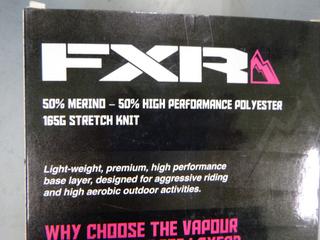 FXR
50% MERINO – 50% HIGH PERFORMANCE POLYESTER
165G STRETCH KNIT
Light-weight, premium, high performance
base layer, designed for aggressive riding
and high aerobic outdoor activities.
WHY CHOOSE THE VAPOUR